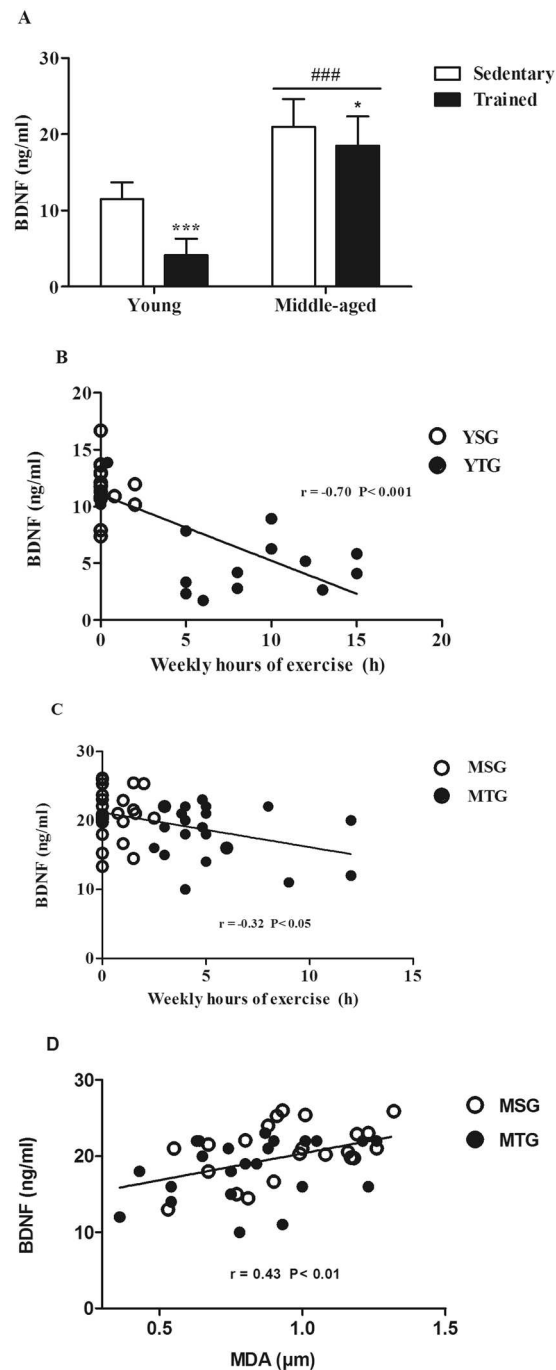 A
BDNF (ng/ml)
30
20
10
0
###
***
*
Sedentary
Trained
Young
Middle-aged
B
BDNF (ng/ml)
20
15
10
5
0
YSG
YTG
r = -0.70 P< 0.001
0
5
10
15
20
Weekly hours of exercise (h)
C
BDNF (ng/ml)
30
20
10
0
MSG
MTG
r = -0.32 P< 0.05
0
5
10
15
Weekly hours of exercise (h)
D
BDNF (ng/ml)
30
20
10
0
MSG
MTG
r = 0.43 P< 0.01
0.5
1.0
1.5
MDA (µm)